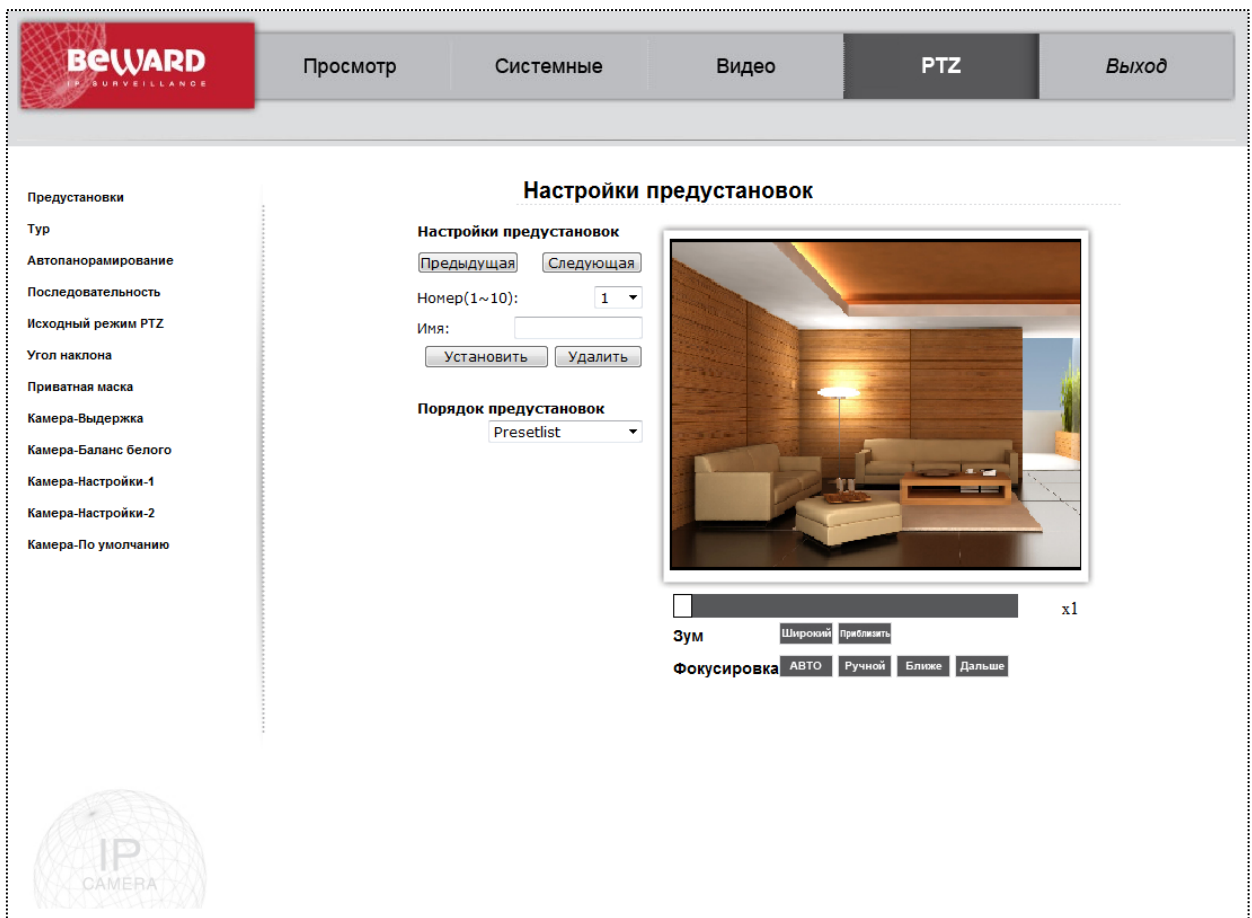 BEWARD
IP SURVEILLANCE
Просмотр
Системные
Видео
PTZ
Выход
Предустановки
Тур
Автопанорамирование
Последовательность
Исходный режим PTZ
Угол наклона
Приватная маска
Камера-Выдержка
Камера-Баланс белого
Камера-Настройки-1
Камера-Настройки-2
Камера-По умолчанию
Настройки предустановок
Настройки предустановок
Предыдущая Следующая
Номер(1~10): 1
Имя:
Установить Удалить
Порядок предустановок
Presetlist
x1
Зум Широкий Приблизить
Фокусировка АВТО Ручной Ближе Дальше
IP
CAMERA